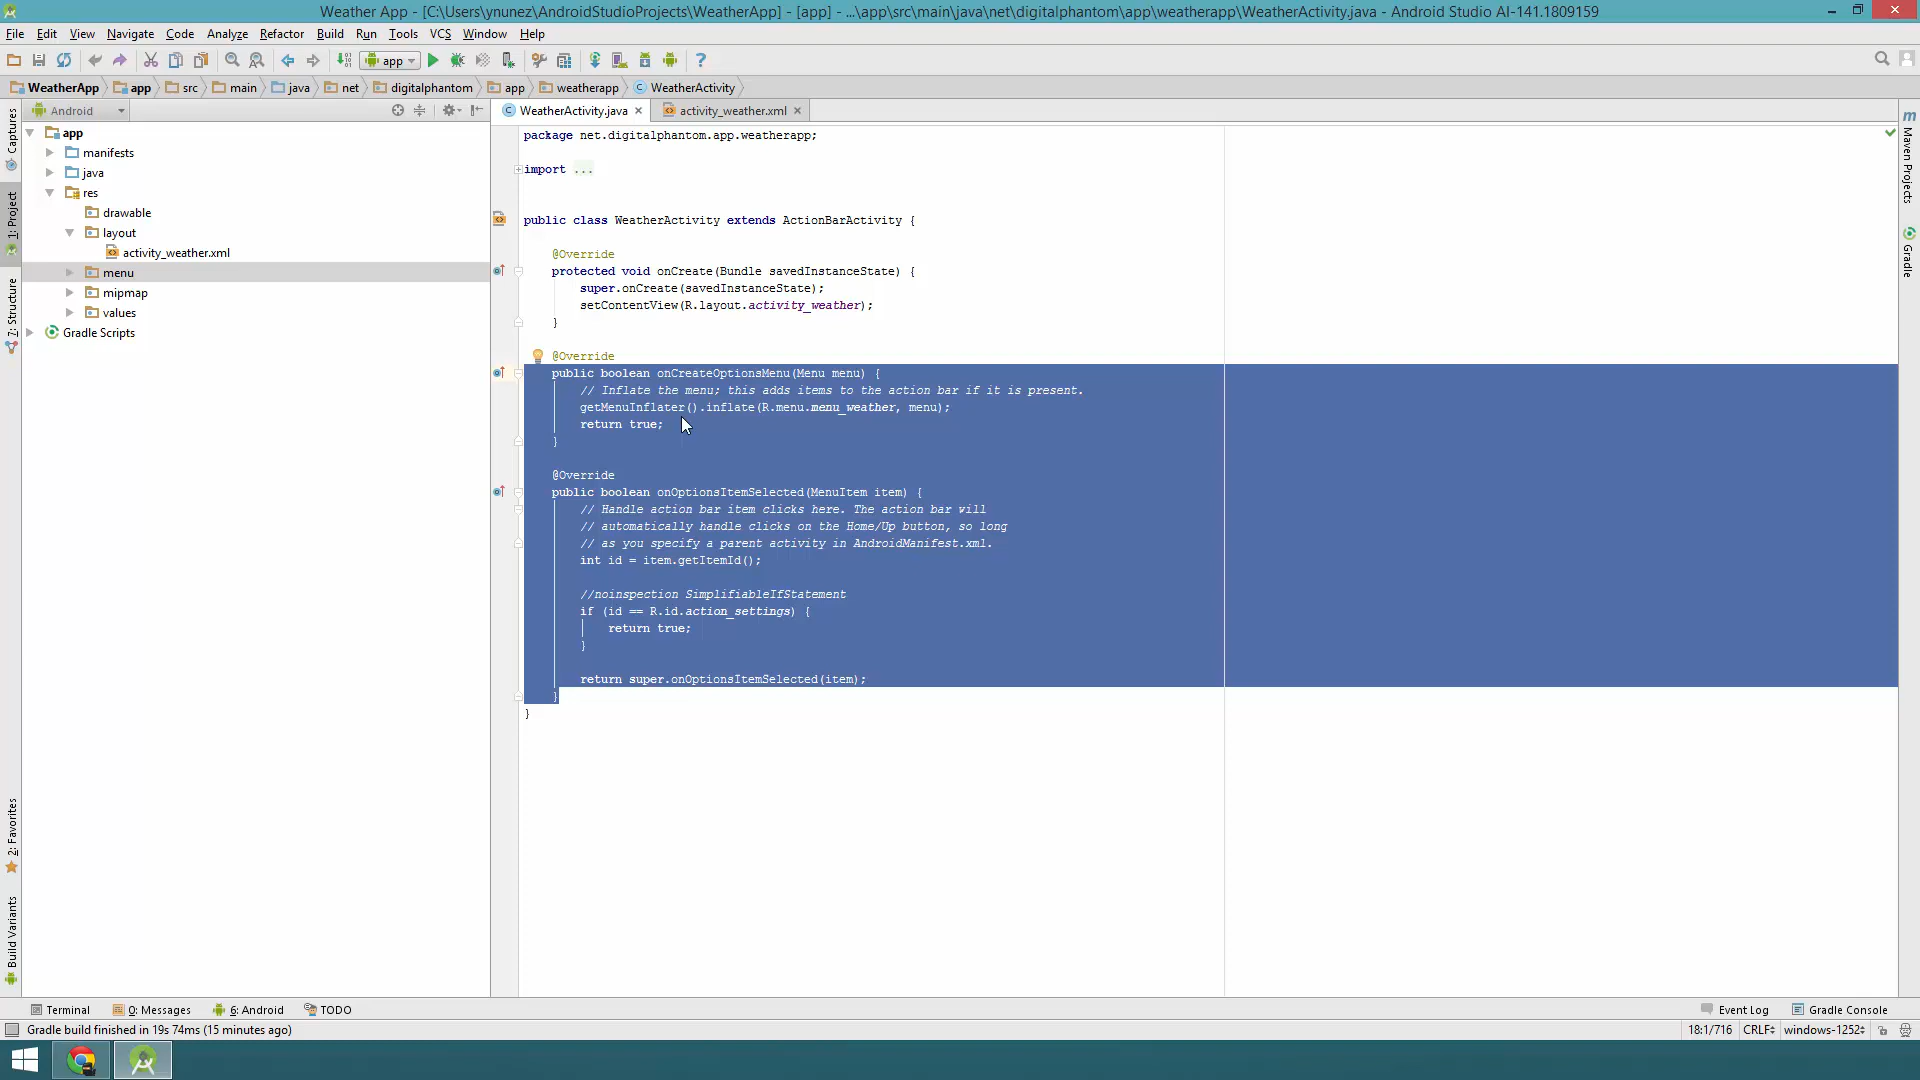 Weather App - [C:\Users\ynunez\AndroidStudioProjects\WeatherApp] - [app] - ...\app\src\main\java\net\digitalphantom\app\weatherapp\WeatherActivity.java - Android Studio AI-141.1809159
File Edit View Navigate Code Analyze Refactor Build Run Tools VCS Window Help
app
WeatherApp app src main java net digitalphantom app weatherapp WeatherActivity
Captures
1: Project
7: Structure
2: Favorites
Build Variants
Android
app
manifests
java
res
drawable
layout
activity_weather.xml
menu
mipmap
values
Gradle Scripts
WeatherActivity.java activity_weather.xml
package net.digitalphantom.app.weatherapp;
import ...
public class WeatherActivity extends ActionBarActivity {
@Override
protected void onCreate(Bundle savedInstanceState) {
super.onCreate(savedInstanceState);
setContentView(R.layout.activity_weather);
}
@Override
public boolean onCreateOptionsMenu(Menu menu) {
// Inflate the menu; this adds items to the action bar if it is present.
getMenuInflater().inflate(R.menu.menu_weather, menu);
return true;
}
@Override
public boolean onOptionsItemSelected(MenuItem item) {
// Handle action bar item clicks here. The action bar will
// automatically handle clicks on the Home/Up button, so long
// as you specify a parent activity in AndroidManifest.xml.
int id = item.getItemId();
//noinspection SimplifiableIfStatement
if (id == R.id.action_settings) {
return true;
}
return super.onOptionsItemSelected(item);
}
}
m
Maven Projects
Gradle
Terminal 0: Messages 6: Android TODO Event Log Gradle Console
Gradle build finished in 19s 74ms (15 minutes ago) 18:1/716 CRLF windows-1252